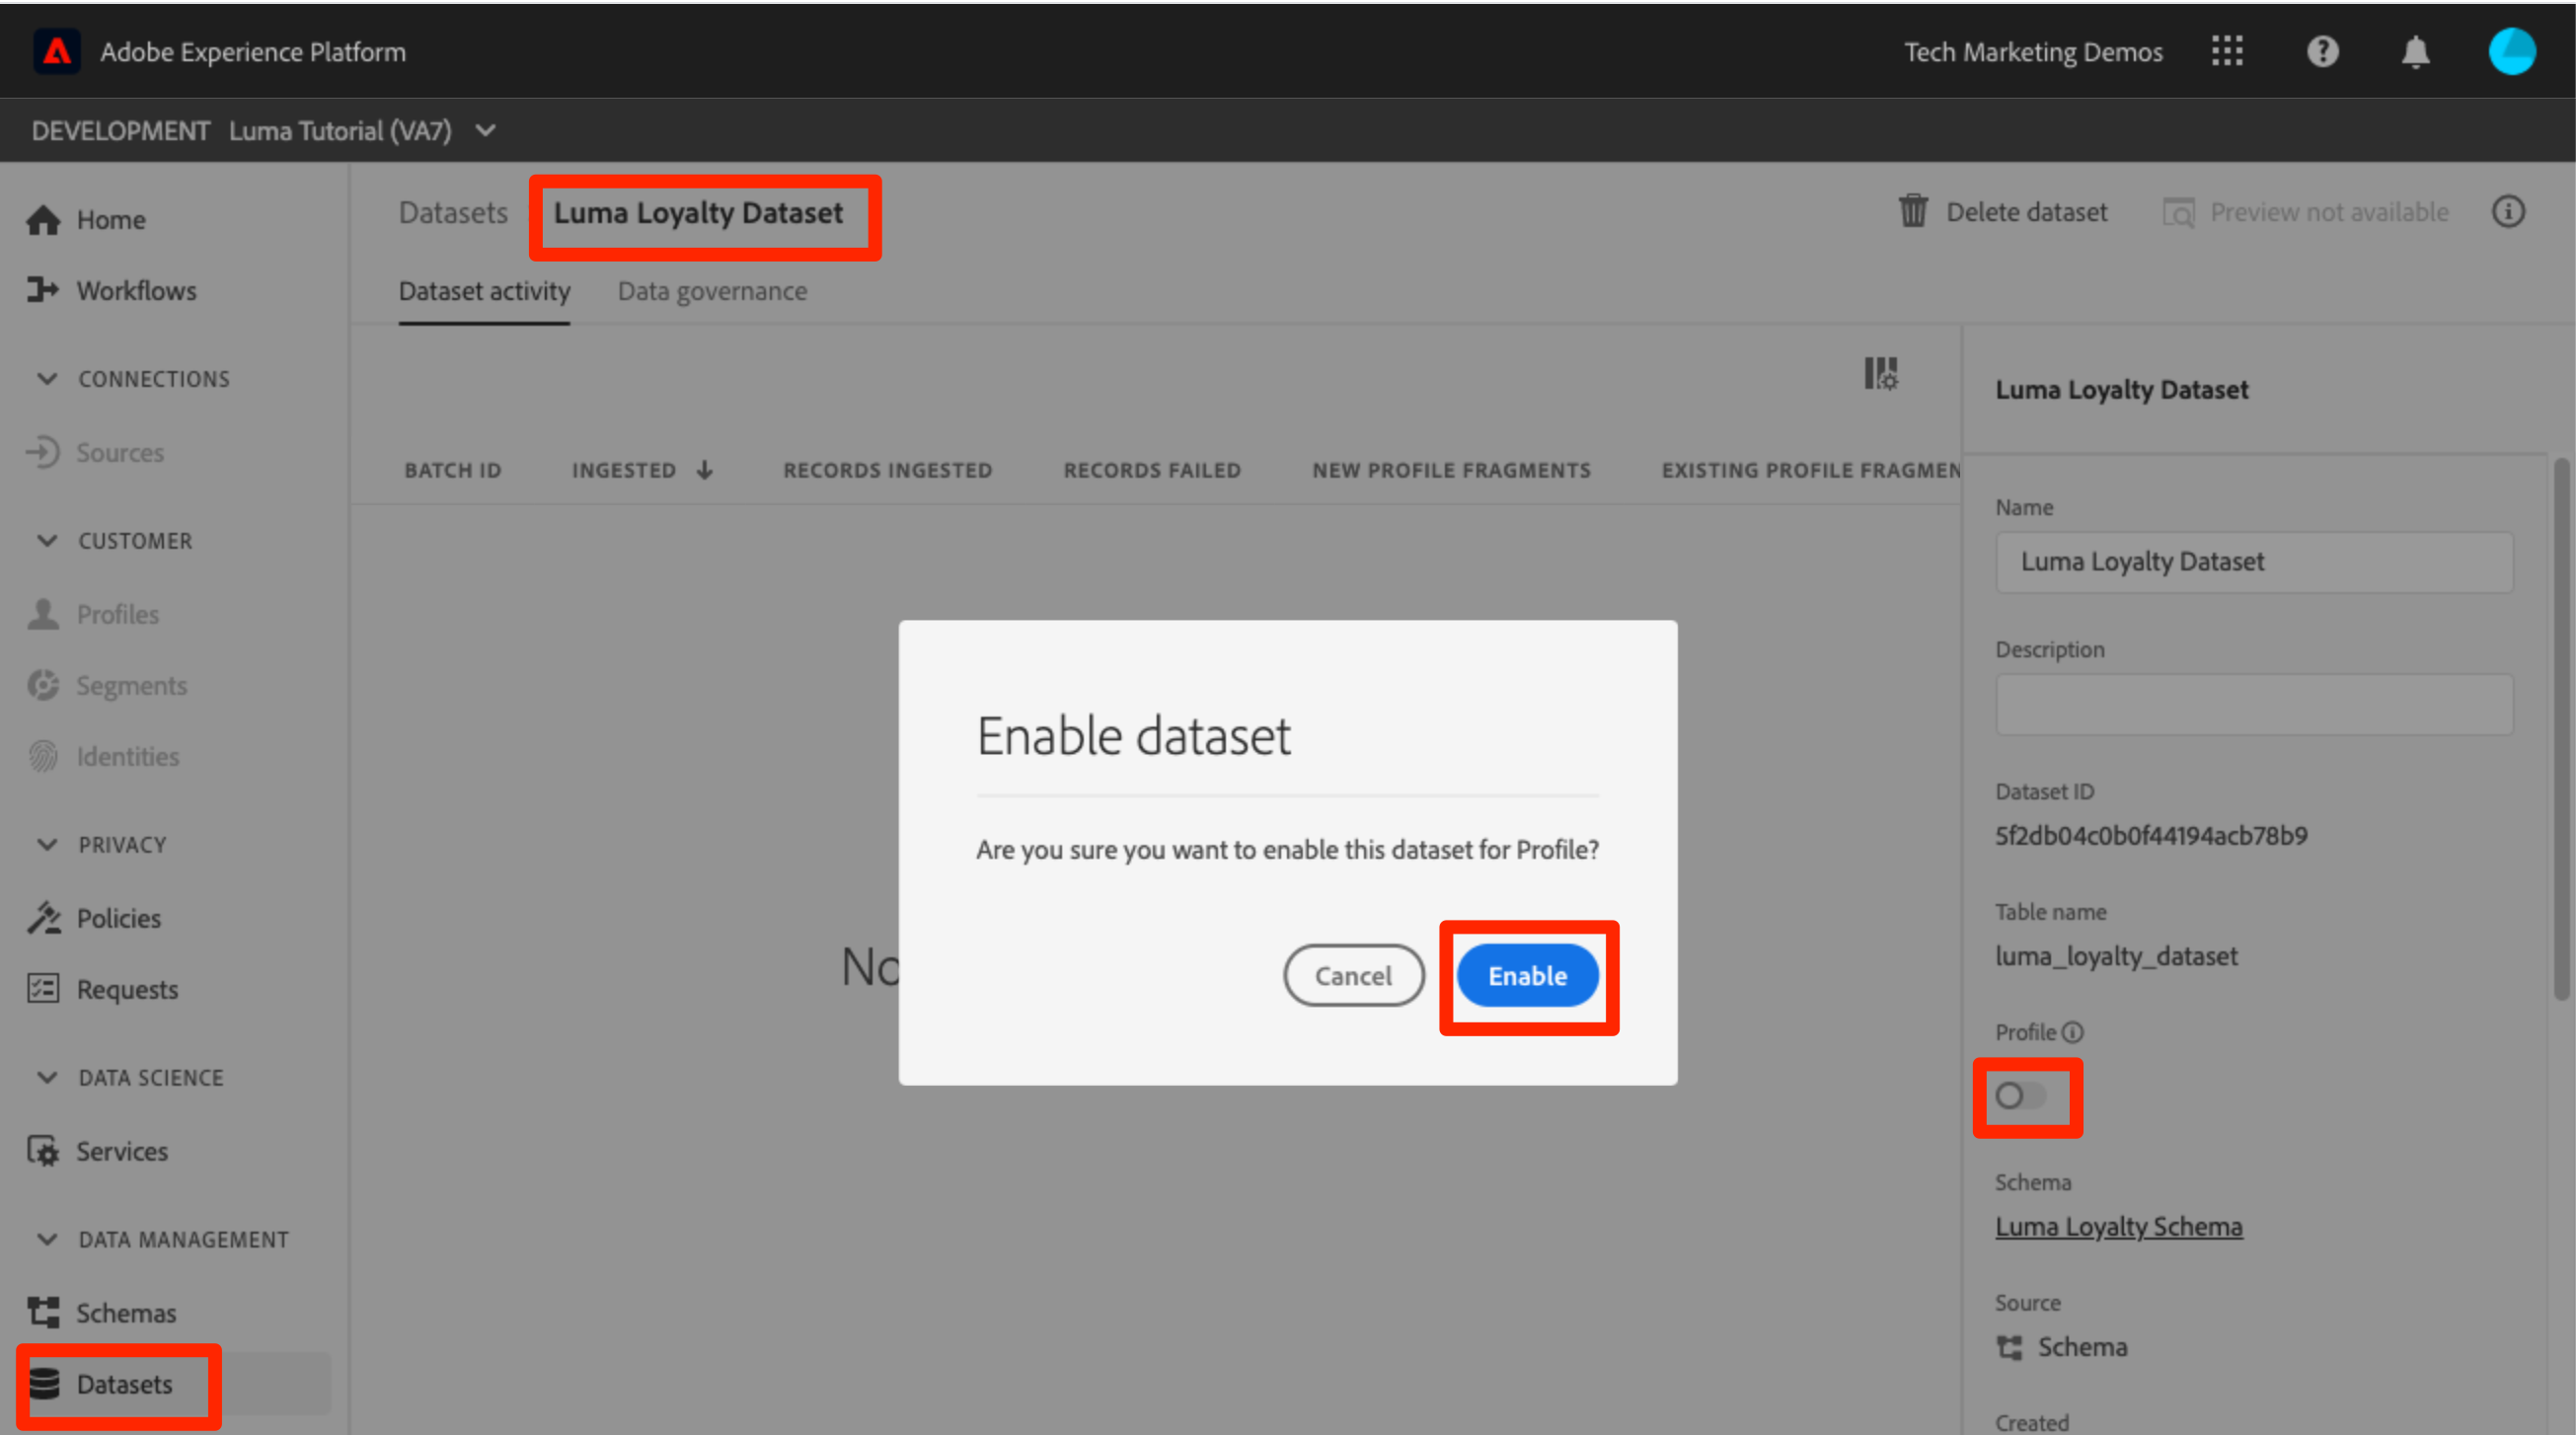 Adobe Experience Platform
Tech Marketing Demos
DEVELOPMENT Luma Tutorial (VA7)
Home
Workflows
CONNECTIONS
Sources
CUSTOMER
Profiles
Segments
Identities
PRIVACY
Policies
Requests
DATA SCIENCE
Services
DATA MANAGEMENT
Schemas
Datasets
Datasets Luma Loyalty Dataset
Delete dataset
Preview not available
Dataset activity Data governance
BATCH ID INGESTED RECORDS INGESTED RECORDS FAILED NEW PROFILE FRAGMENTS EXISTING PROFILE FRAGMEN
No
Enable dataset
Are you sure you want to enable this dataset for Profile?
Cancel Enable
Luma Loyalty Dataset
Name
Luma Loyalty Dataset
Description
Dataset ID
5f2db04c0b0f44194acb78b9
Table name
luma_loyalty_dataset
Profile
Schema
Luma Loyalty Schema
Source
Schema
Created